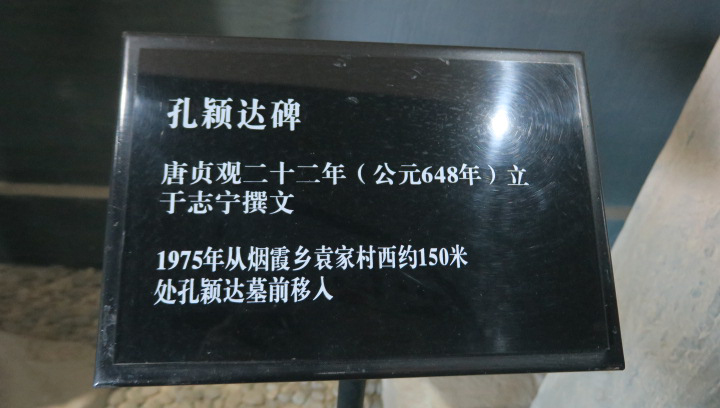 孔颖达碑
唐贞观二十二年（公元648年）立
于志宁撰文
1975年从烟霞乡袁家村西约150米
处孔颖达墓前移入